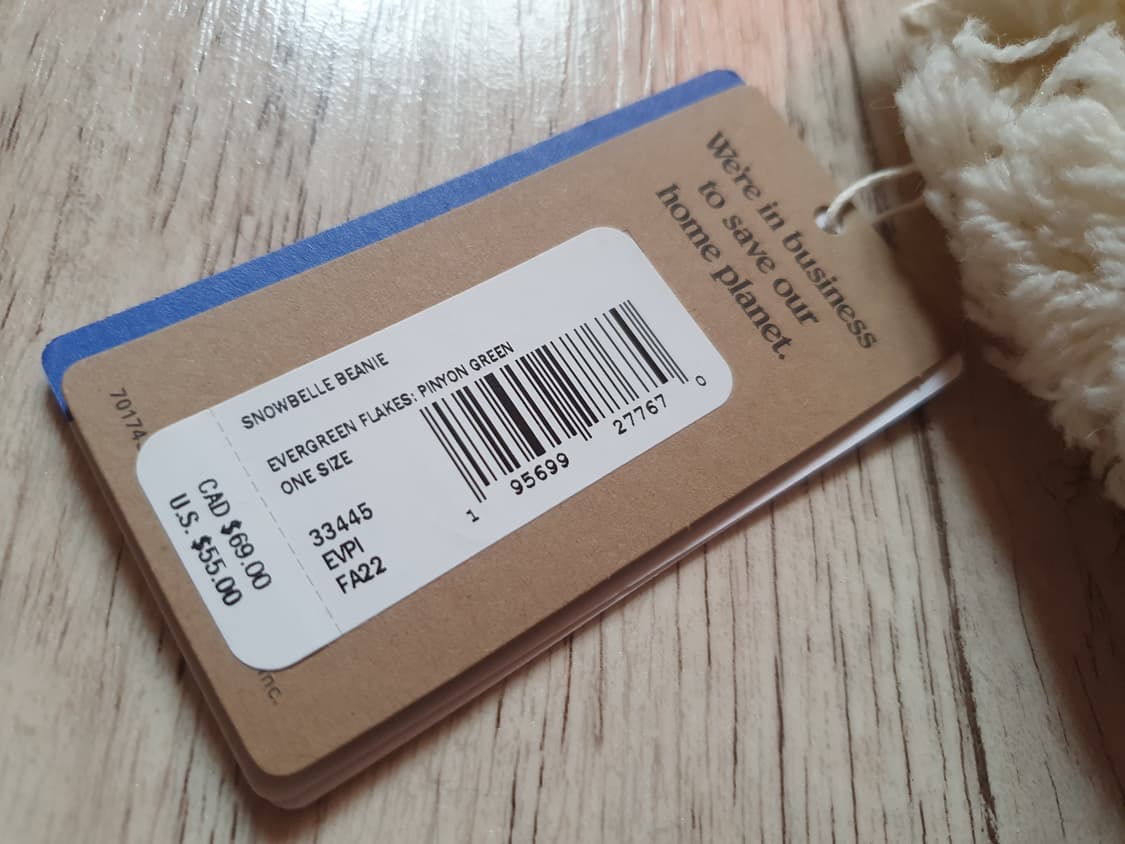 We're in business
to save our
home planet.
SNOWBELLE BEANIE
EVERGREEN FLAKES: PINYON GREEN
ONE SIZE
33445
EVPI
FA22
1 95699 27767 0
CAD $69.00
U.S. $55.00